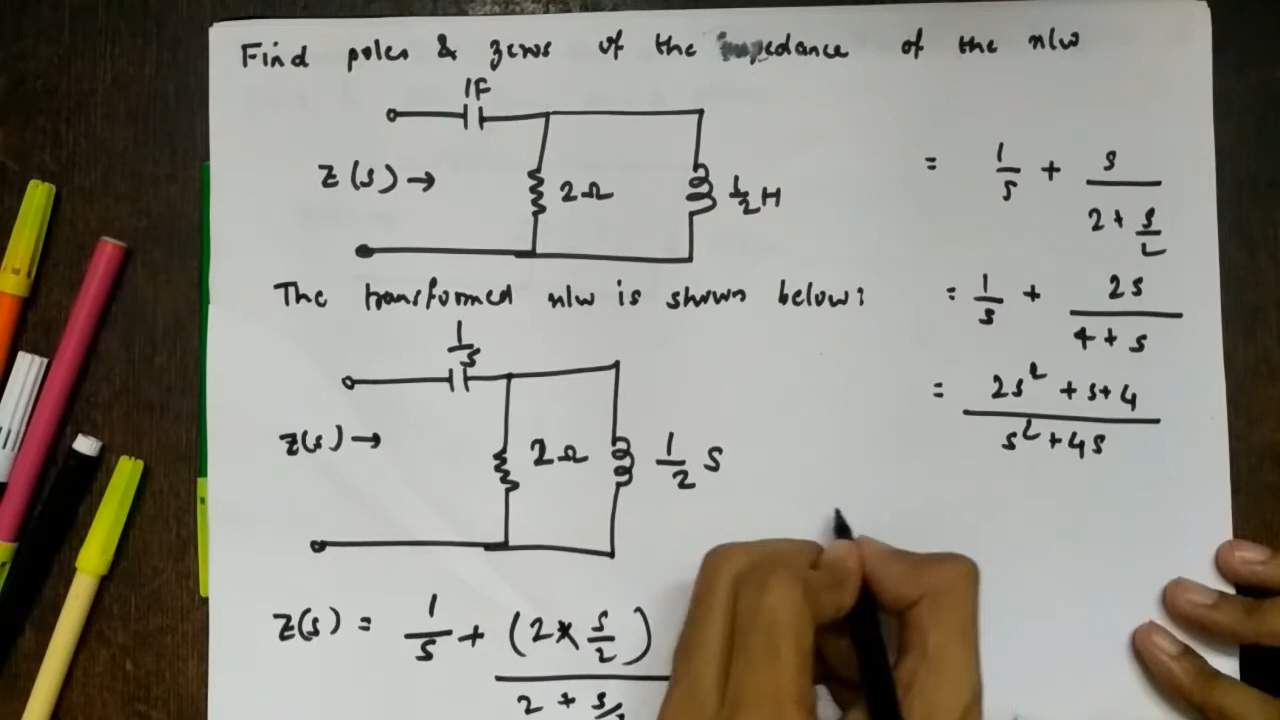 Find poles & zeros of the impedance of the n/w
1F
Z(s) →
2Ω
1/2 H
The transformed n/w is shown below:
1/s
Z(s) →
2Ω
1/2 S
Z(s) = 1/s + (2 × s/2)
2 + s/2
= 1/s + s/(2 + s/2)
= 1/s + 2s/(4 + s)
= (2s² + s + 4)/(s² + 4s)